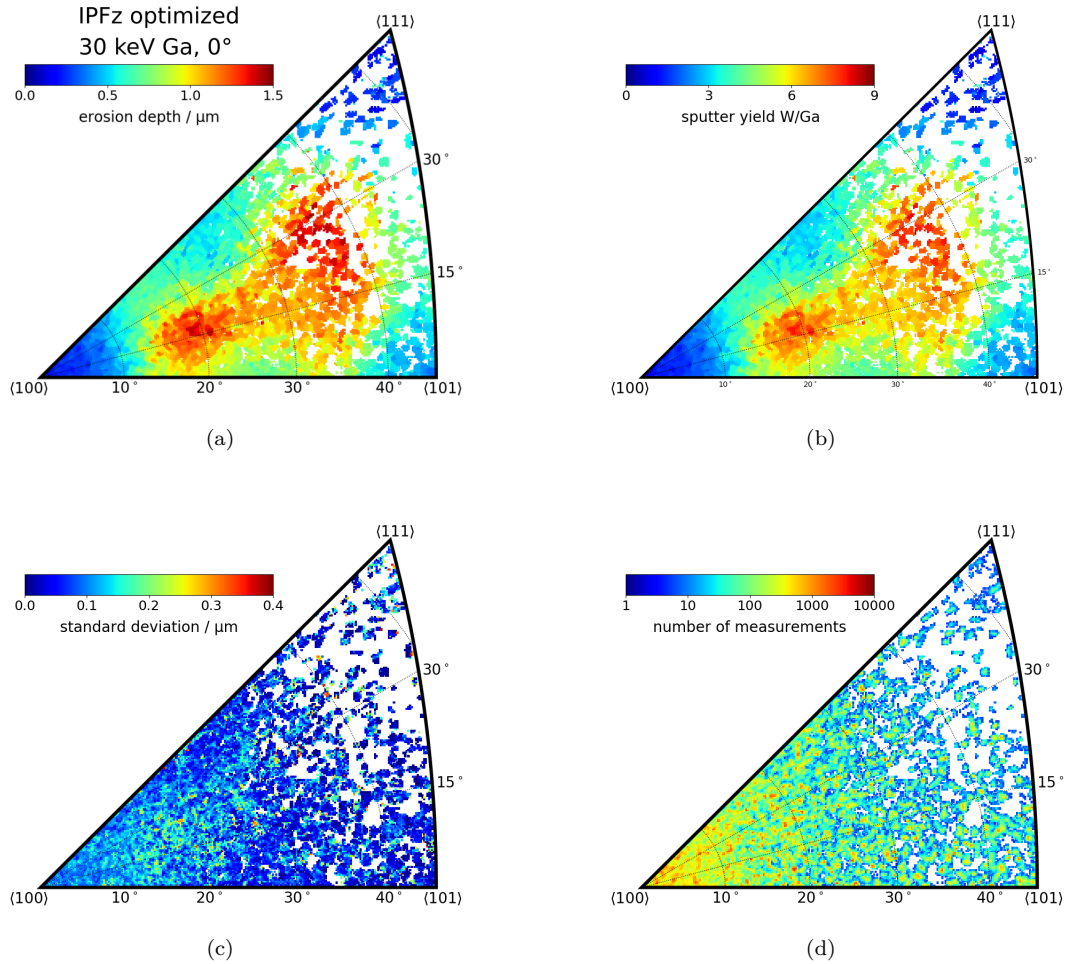 IPFz optimized
30 keV Ga, 0°
0.0 0.5 1.0 1.5
erosion depth / µm
⟨111⟩
30°
15°
⟨100⟩ 10° 20° 30° 40° ⟨101⟩
(a)
⟨111⟩
0 3 6 9
sputter yield W/Ga
30°
15°
⟨100⟩ 10° 20° 30° 40° ⟨101⟩
(b)
⟨111⟩
0.0 0.1 0.2 0.3 0.4
standard deviation / µm
30°
15°
⟨100⟩ 10° 20° 30° 40° ⟨101⟩
(c)
⟨111⟩
1 10 100 1000 10000
number of measurements
30°
15°
⟨100⟩ 10° 20° 30° 40° ⟨101⟩
(d)